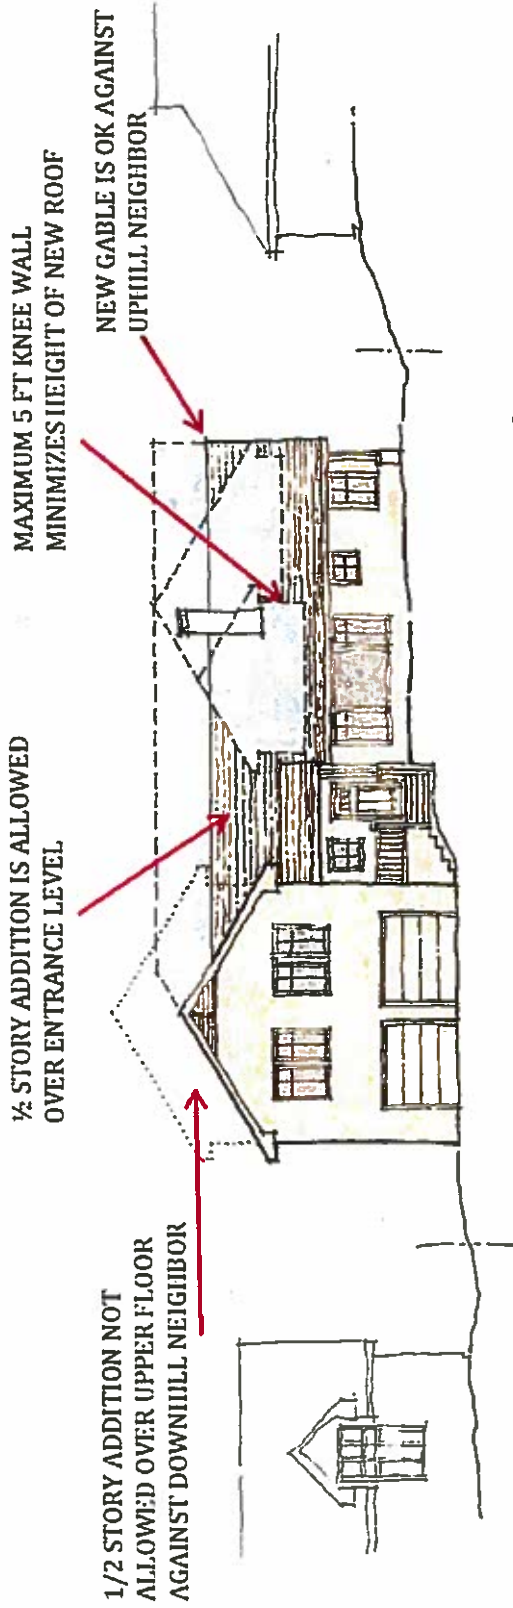 1/2 STORY ADDITION NOT
ALLOWED OVER UPPER FLOOR
AGAINST DOWNHILL NEIGHBOR
½ STORY ADDITION IS ALLOWED
OVER ENTRANCE LEVEL
MAXIMUM 5 FT KNEE WALL
MINIMIZES HEIGHT OF NEW ROOF
NEW GABLE IS OK AGAINST
UPHILL NEIGHBOR